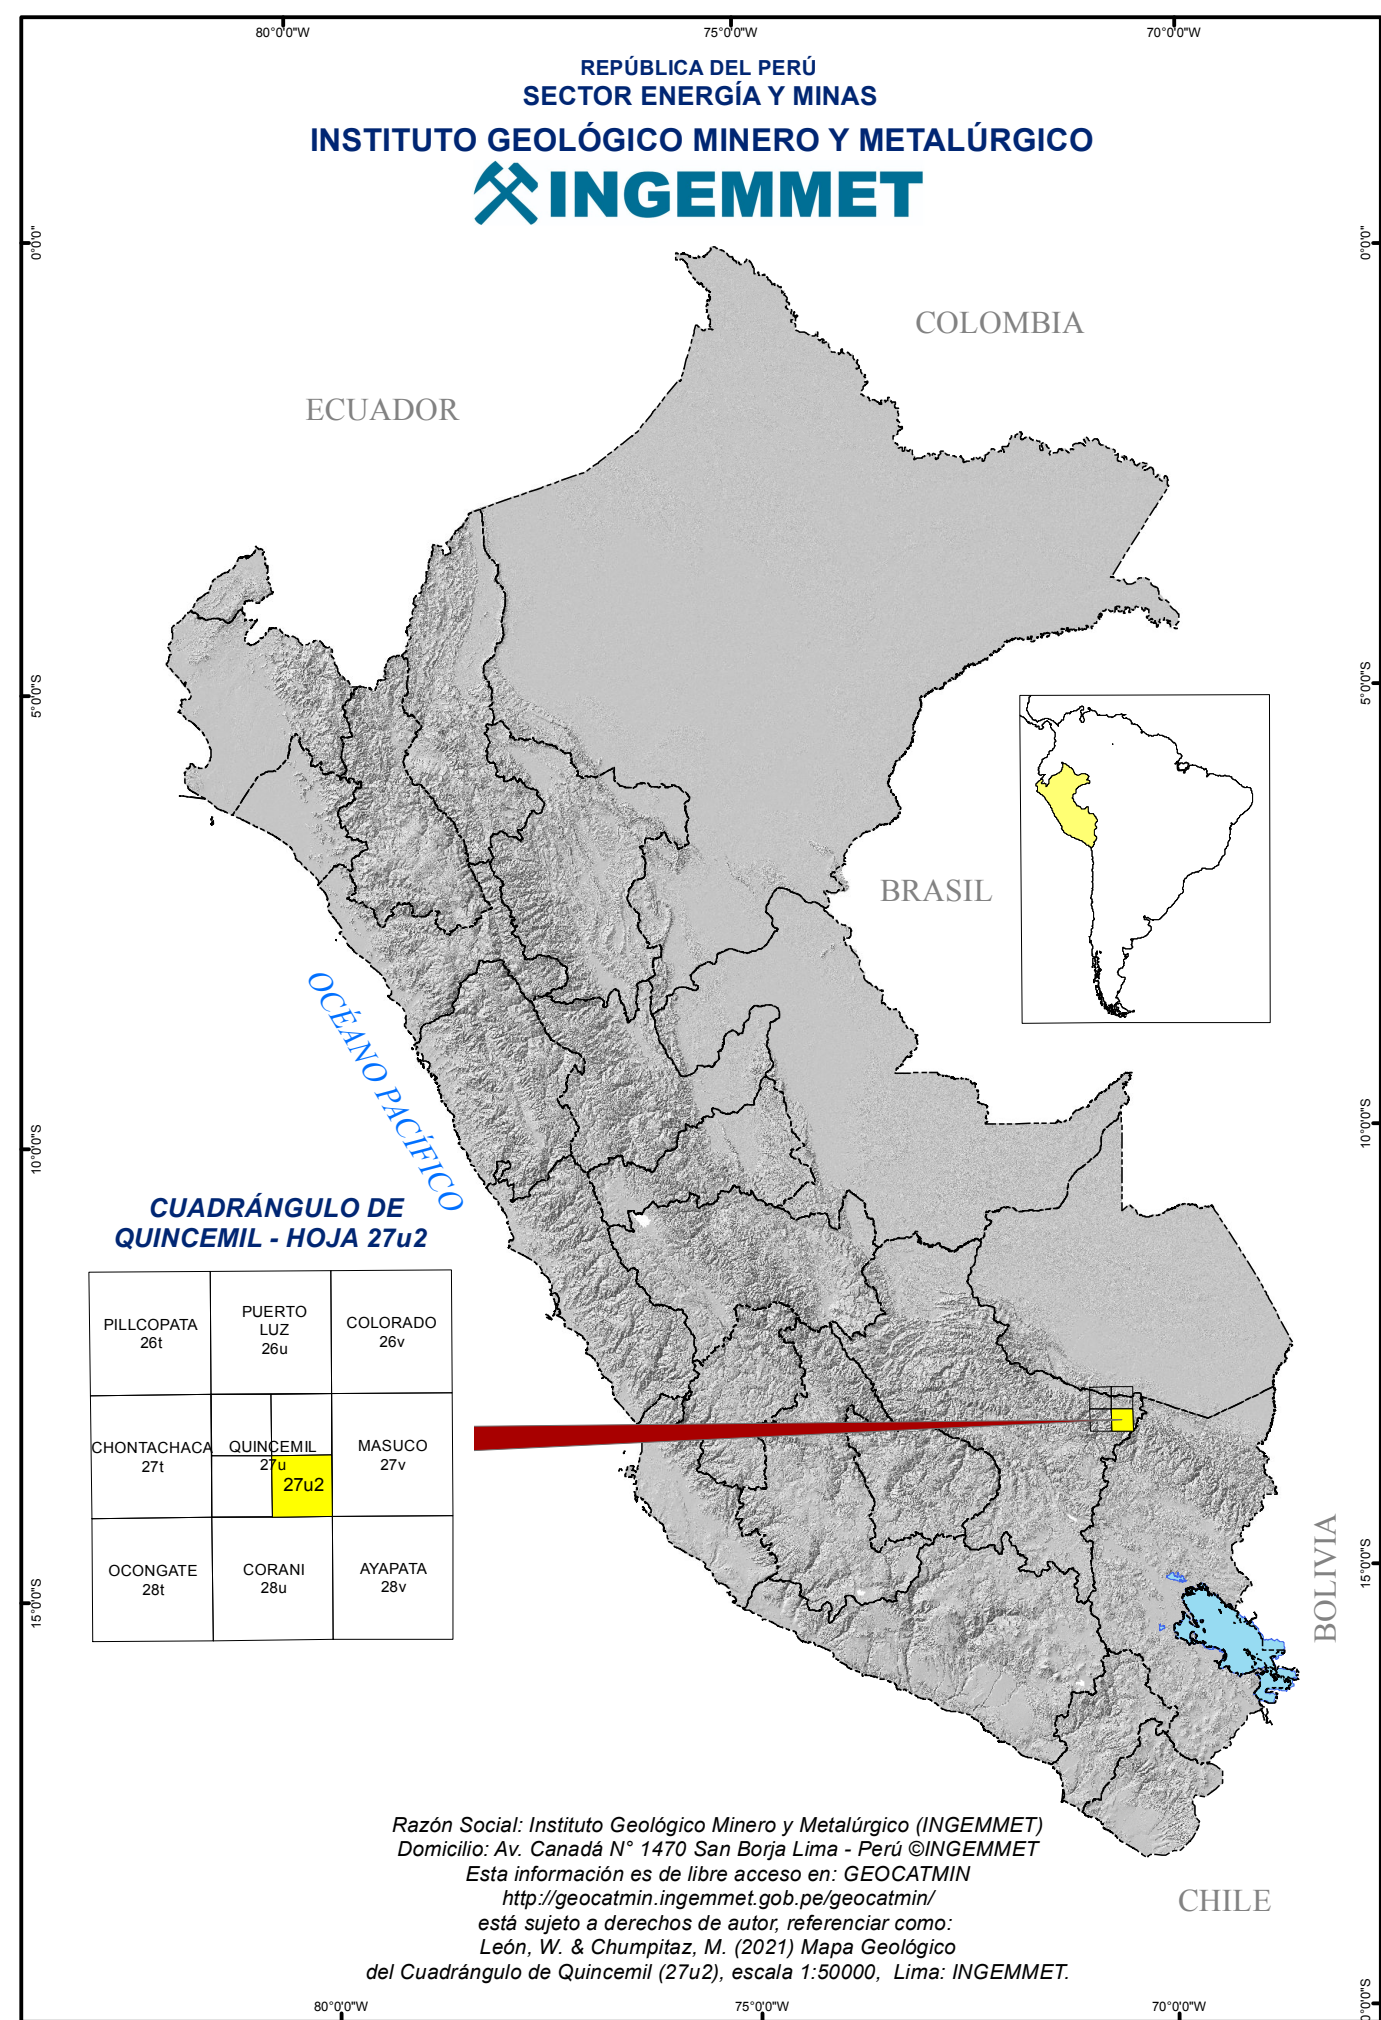 80°0'0"W
75°0'0"W
70°0'0"W
REPÚBLICA DEL PERÚ
SECTOR ENERGÍA Y MINAS
INSTITUTO GEOLÓGICO MINERO Y METALÚRGICO
INGEMMET
0°0'0"
0°0'0"
COLOMBIA
ECUADOR
5°0'0"S
5°0'0"S
BRASIL
OCÉANO PACÍFICO
10°0'0"S
10°0'0"S
CUADRÁNGULO DE
QUINCEMIL - HOJA 27u2
PILLCOPATA
26t
PUERTO
LUZ
26u
COLORADO
26v
CHONTACHACA
27t
QUINCEMIL
27u
27u2
MASUCO
27v
OCONGATE
28t
CORANI
28u
AYAPATA
28v
15°0'0"S
15°0'0"S
BOLIVIA
Razón Social: Instituto Geológico Minero y Metalúrgico (INGEMMET)
Domicilio: Av. Canadá N° 1470 San Borja Lima - Perú ©INGEMMET
Esta información es de libre acceso en: GEOCATMIN
http://geocatmin.ingemmet.gob.pe/geocatmin/
está sujeto a derechos de autor, referenciar como:
León, W. & Chumpitaz, M. (2021) Mapa Geológico
del Cuadrángulo de Quincemil (27u2), escala 1:50000, Lima: INGEMMET.
CHILE
80°0'0"W
75°0'0"W
70°0'0"W